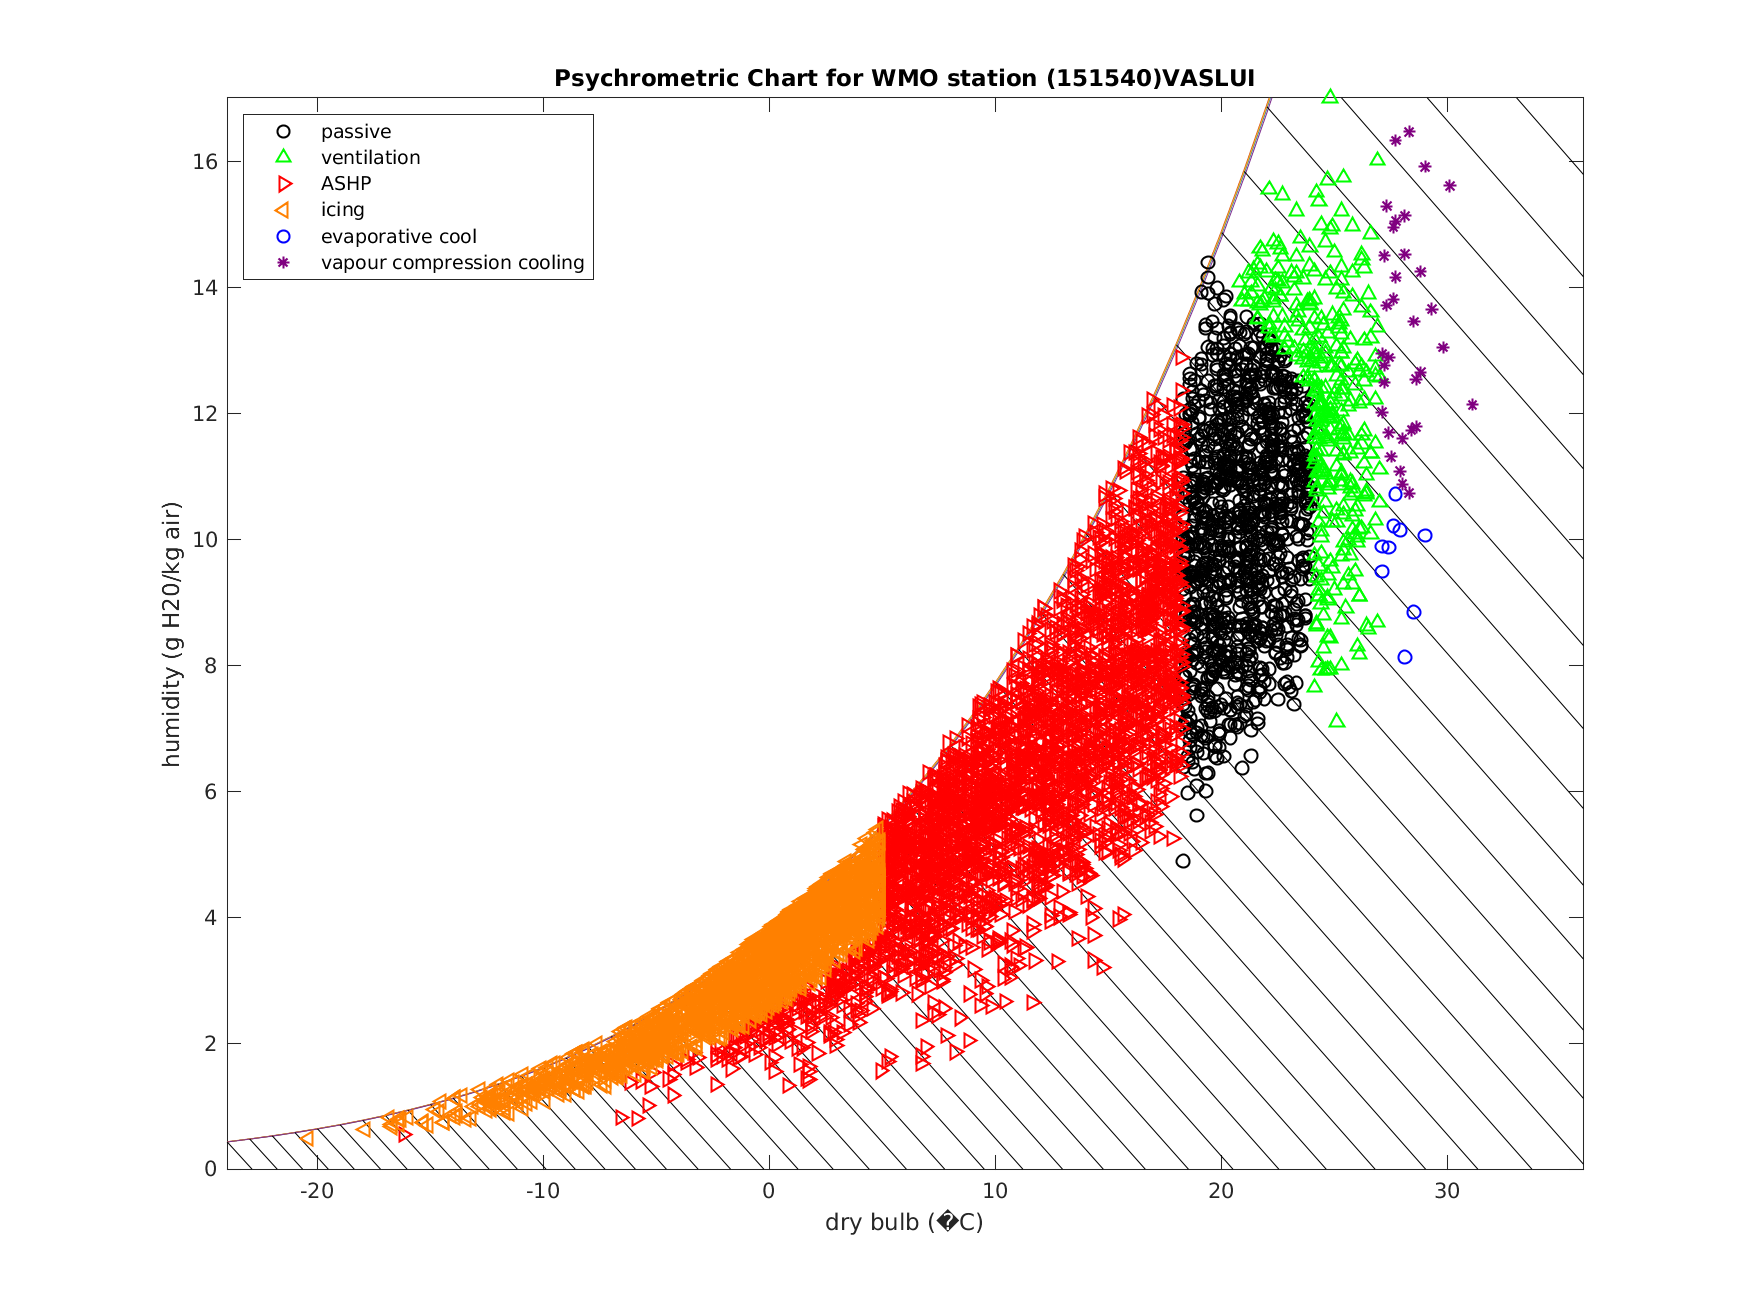 Psychrometric Chart for WMO station (151540)VASLUI
passive
ventilation
ASHP
icing
evaporative cool
vapour compression cooling
humidity (g H20/kg air)
16
14
12
10
8
6
4
2
0
-20 -10 0 10 20 30
dry bulb (�C)